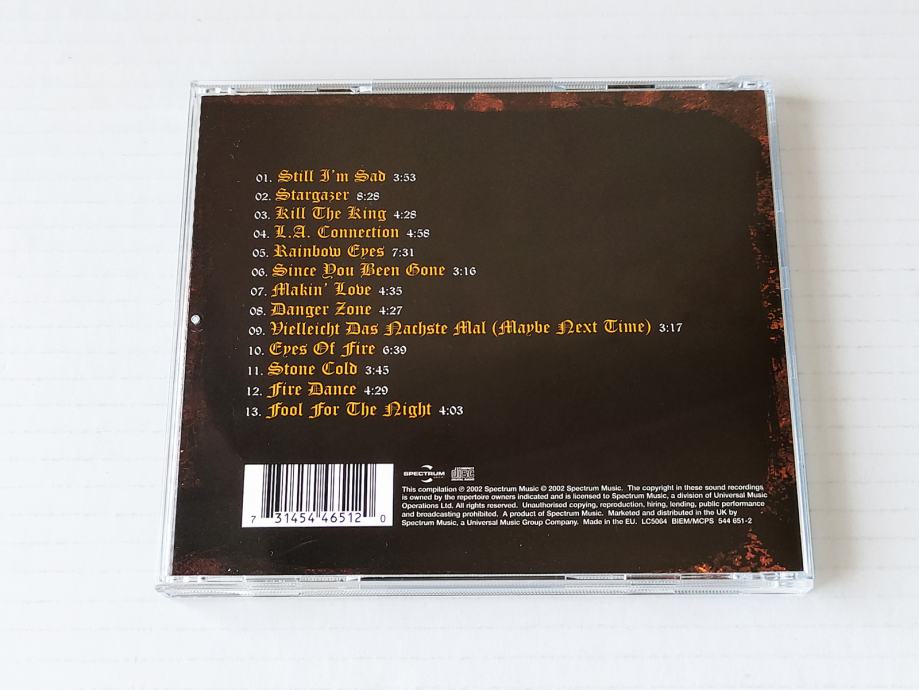 01. Still I'm Sad 3:53
02. Stargazer 8:28
03. Kill The King 4:28
04. L.A. Connection 4:58
05. Rainbow Eyes 7:31
06. Since You Been Gone 3:16
07. Makin' Love 4:35
08. Danger Zone 4:27
09. Vielleicht Das Nachste Mal (Maybe Next Time) 3:17
10. Eyes Of Fire 6:39
11. Stone Cold 3:45
12. Fire Dance 4:29
13. Fool For The Night 4:03
SPECTRUM
COMPACT disc DIGITAL AUDIO
This compilation ℗ 2002 Spectrum Music © 2002 Spectrum Music. The copyright in these sound recordings
is owned by the repertoire owners indicated and is licensed to Spectrum Music, a division of Universal Music
Operations Ltd. All rights reserved. Unauthorised copying, reproduction, hiring, lending, public performance
and broadcasting prohibited. A product of Spectrum Music. Marketed and distributed in the UK by
Spectrum Music, a Universal Music Group Company. Made in the EU. LC5064 BIEM/MCPS 544 651-2
7 31454 46512 0